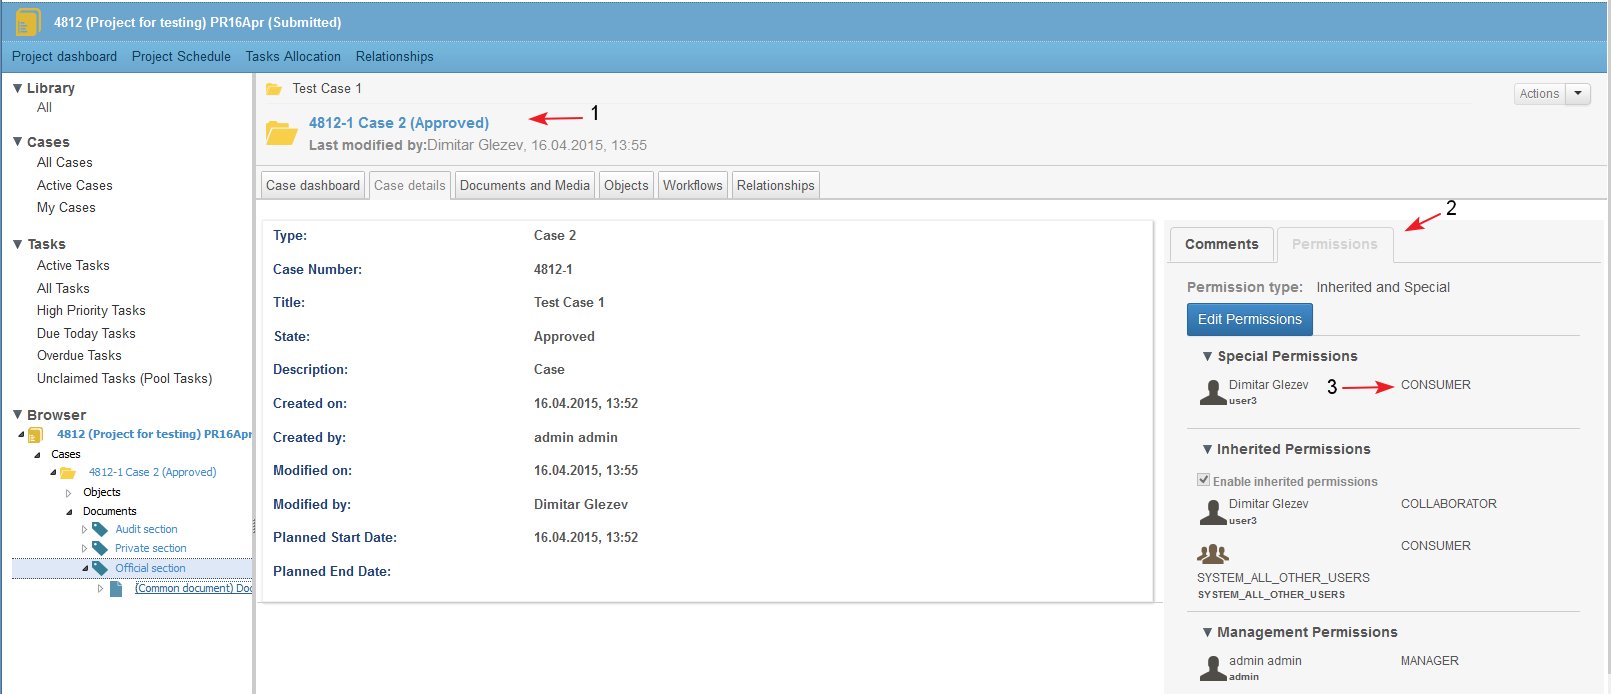 4812 (Project for testing) PR16Apr (Submitted)
Project dashboard Project Schedule Tasks Allocation Relationships
Library
All
Cases
All Cases
Active Cases
My Cases
Tasks
Active Tasks
All Tasks
High Priority Tasks
Due Today Tasks
Overdue Tasks
Unclaimed Tasks (Pool Tasks)
Browser
4812 (Project for testing) PR16Apr
Cases
4812-1 Case 2 (Approved)
Objects
Documents
Audit section
Private section
Official section
(Common document) Doc
Test Case 1
Actions
4812-1 Case 2 (Approved)
1
Last modified by:Dimitar Glezev, 16.04.2015, 13:55
Case dashboard Case details Documents and Media Objects Workflows Relationships
Type: Case 2
Case Number: 4812-1
Title: Test Case 1
State: Approved
Description: Case
Created on: 16.04.2015, 13:52
Created by: admin admin
Modified on: 16.04.2015, 13:55
Modified by: Dimitar Glezev
Planned Start Date: 16.04.2015, 13:52
Planned End Date:
2
Comments Permissions
Permission type: Inherited and Special
Edit Permissions
Special Permissions
Dimitar Glezev 3 CONSUMER
user3
Inherited Permissions
Enable inherited permissions
Dimitar Glezev COLLABORATOR
user3
CONSUMER
SYSTEM_ALL_OTHER_USERS
SYSTEM_ALL_OTHER_USERS
Management Permissions
admin admin MANAGER
admin